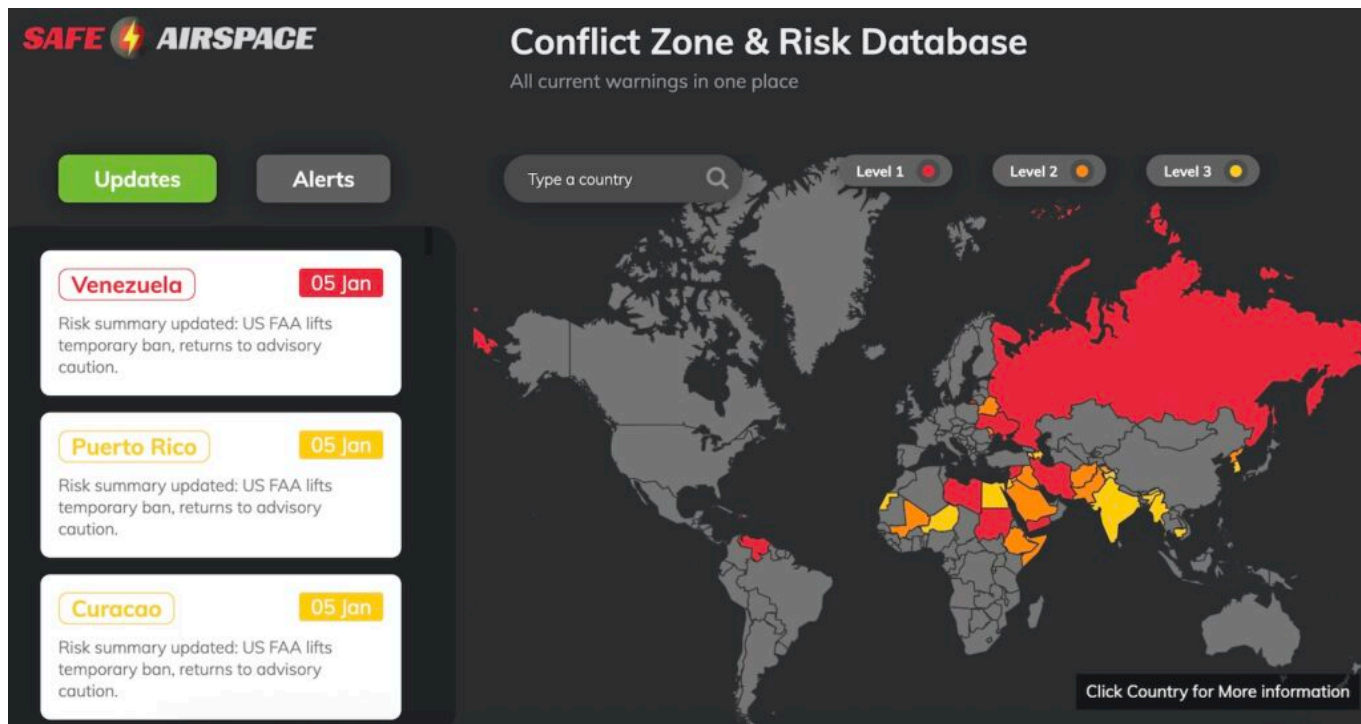 SAFE AIRSPACE
Conflict Zone & Risk Database
All current warnings in one place
Updates
Alerts
Type a country
Level 1
Level 2
Level 3
Venezuela
05 Jan
Risk summary updated: US FAA lifts
temporary ban, returns to advisory
caution.
Puerto Rico
05 Jan
Risk summary updated: US FAA lifts
temporary ban, returns to advisory
caution.
Curacao
05 Jan
Risk summary updated: US FAA lifts
temporary ban, returns to advisory
caution.
Click Country for More information